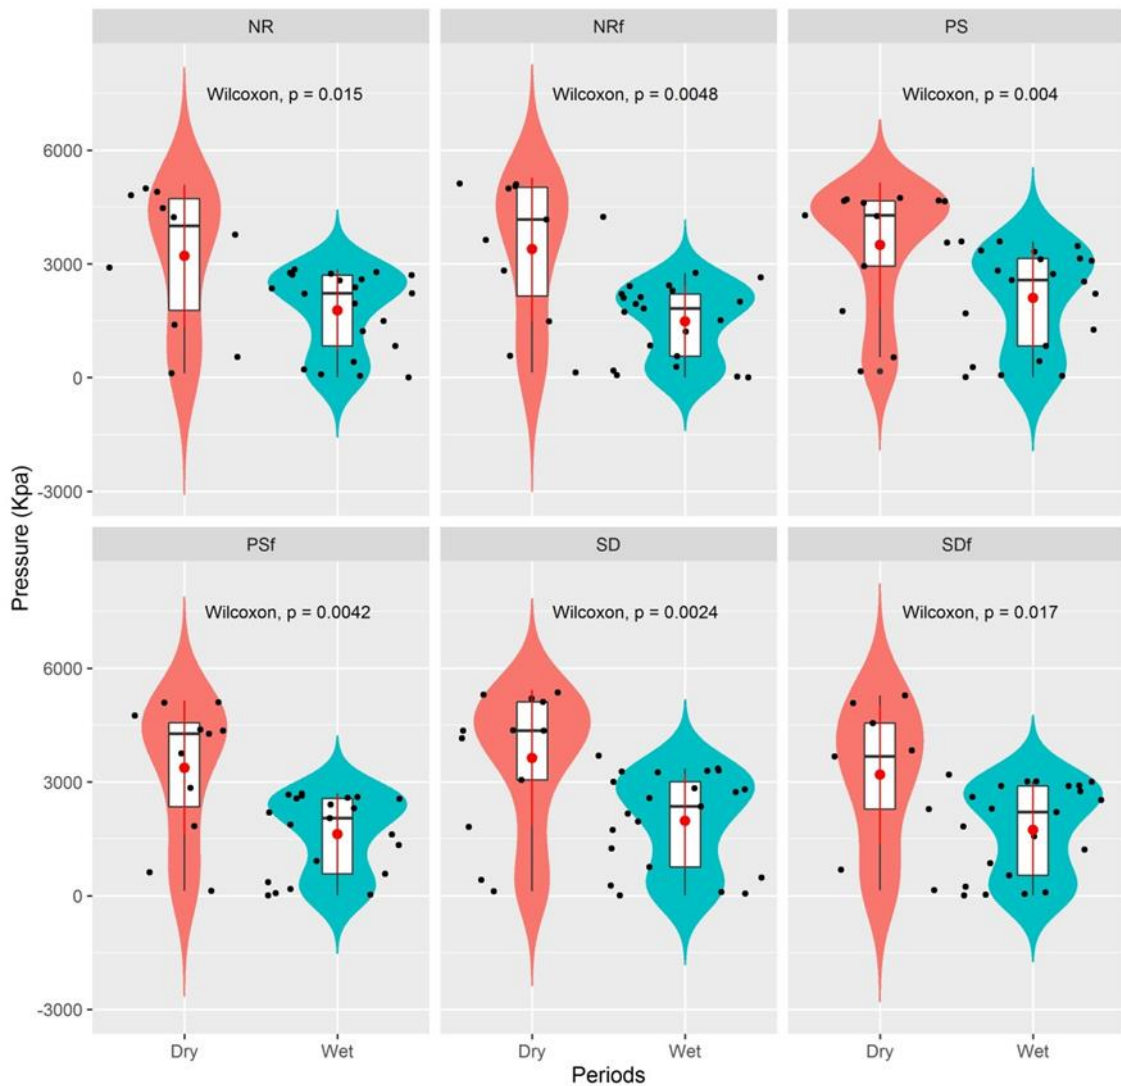 NR NRf PS
Wilcoxon, p = 0.015 Wilcoxon, p = 0.0048 Wilcoxon, p = 0.004
6000
3000
0
-3000
Pressure (Kpa)
PSf SD SDf
Wilcoxon, p = 0.0042 Wilcoxon, p = 0.0024 Wilcoxon, p = 0.017
6000
3000
0
-3000
Dry Wet Dry Wet Dry Wet
Periods